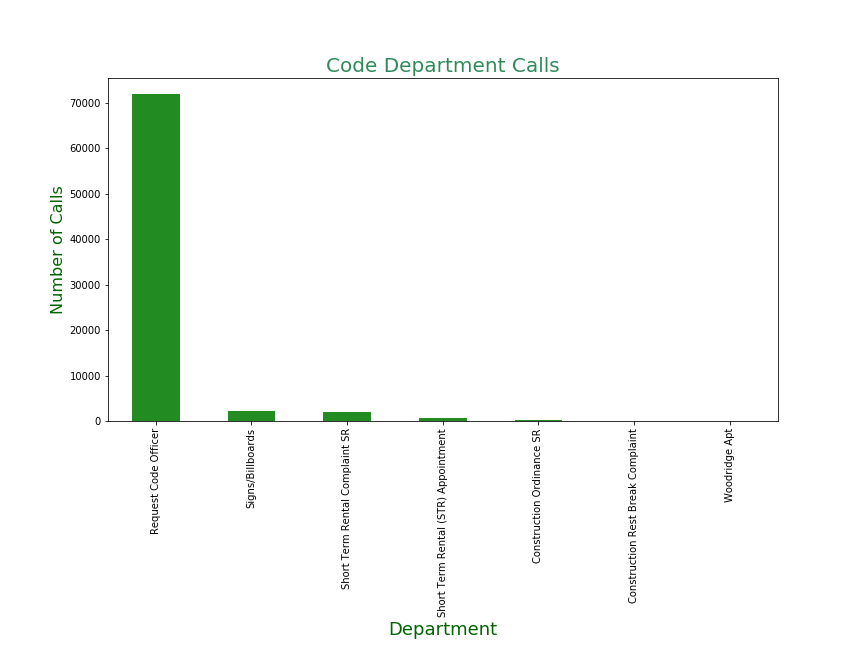 Code Department Calls
Number of Calls
70000
60000
50000
40000
30000
20000
10000
0
Request Code Officer
Signs/Billboards
Short Term Rental Complaint SR
Short Term Rental (STR) Appointment
Construction Ordinance SR
Construction Rest Break Complaint
Woodridge Apt
Department